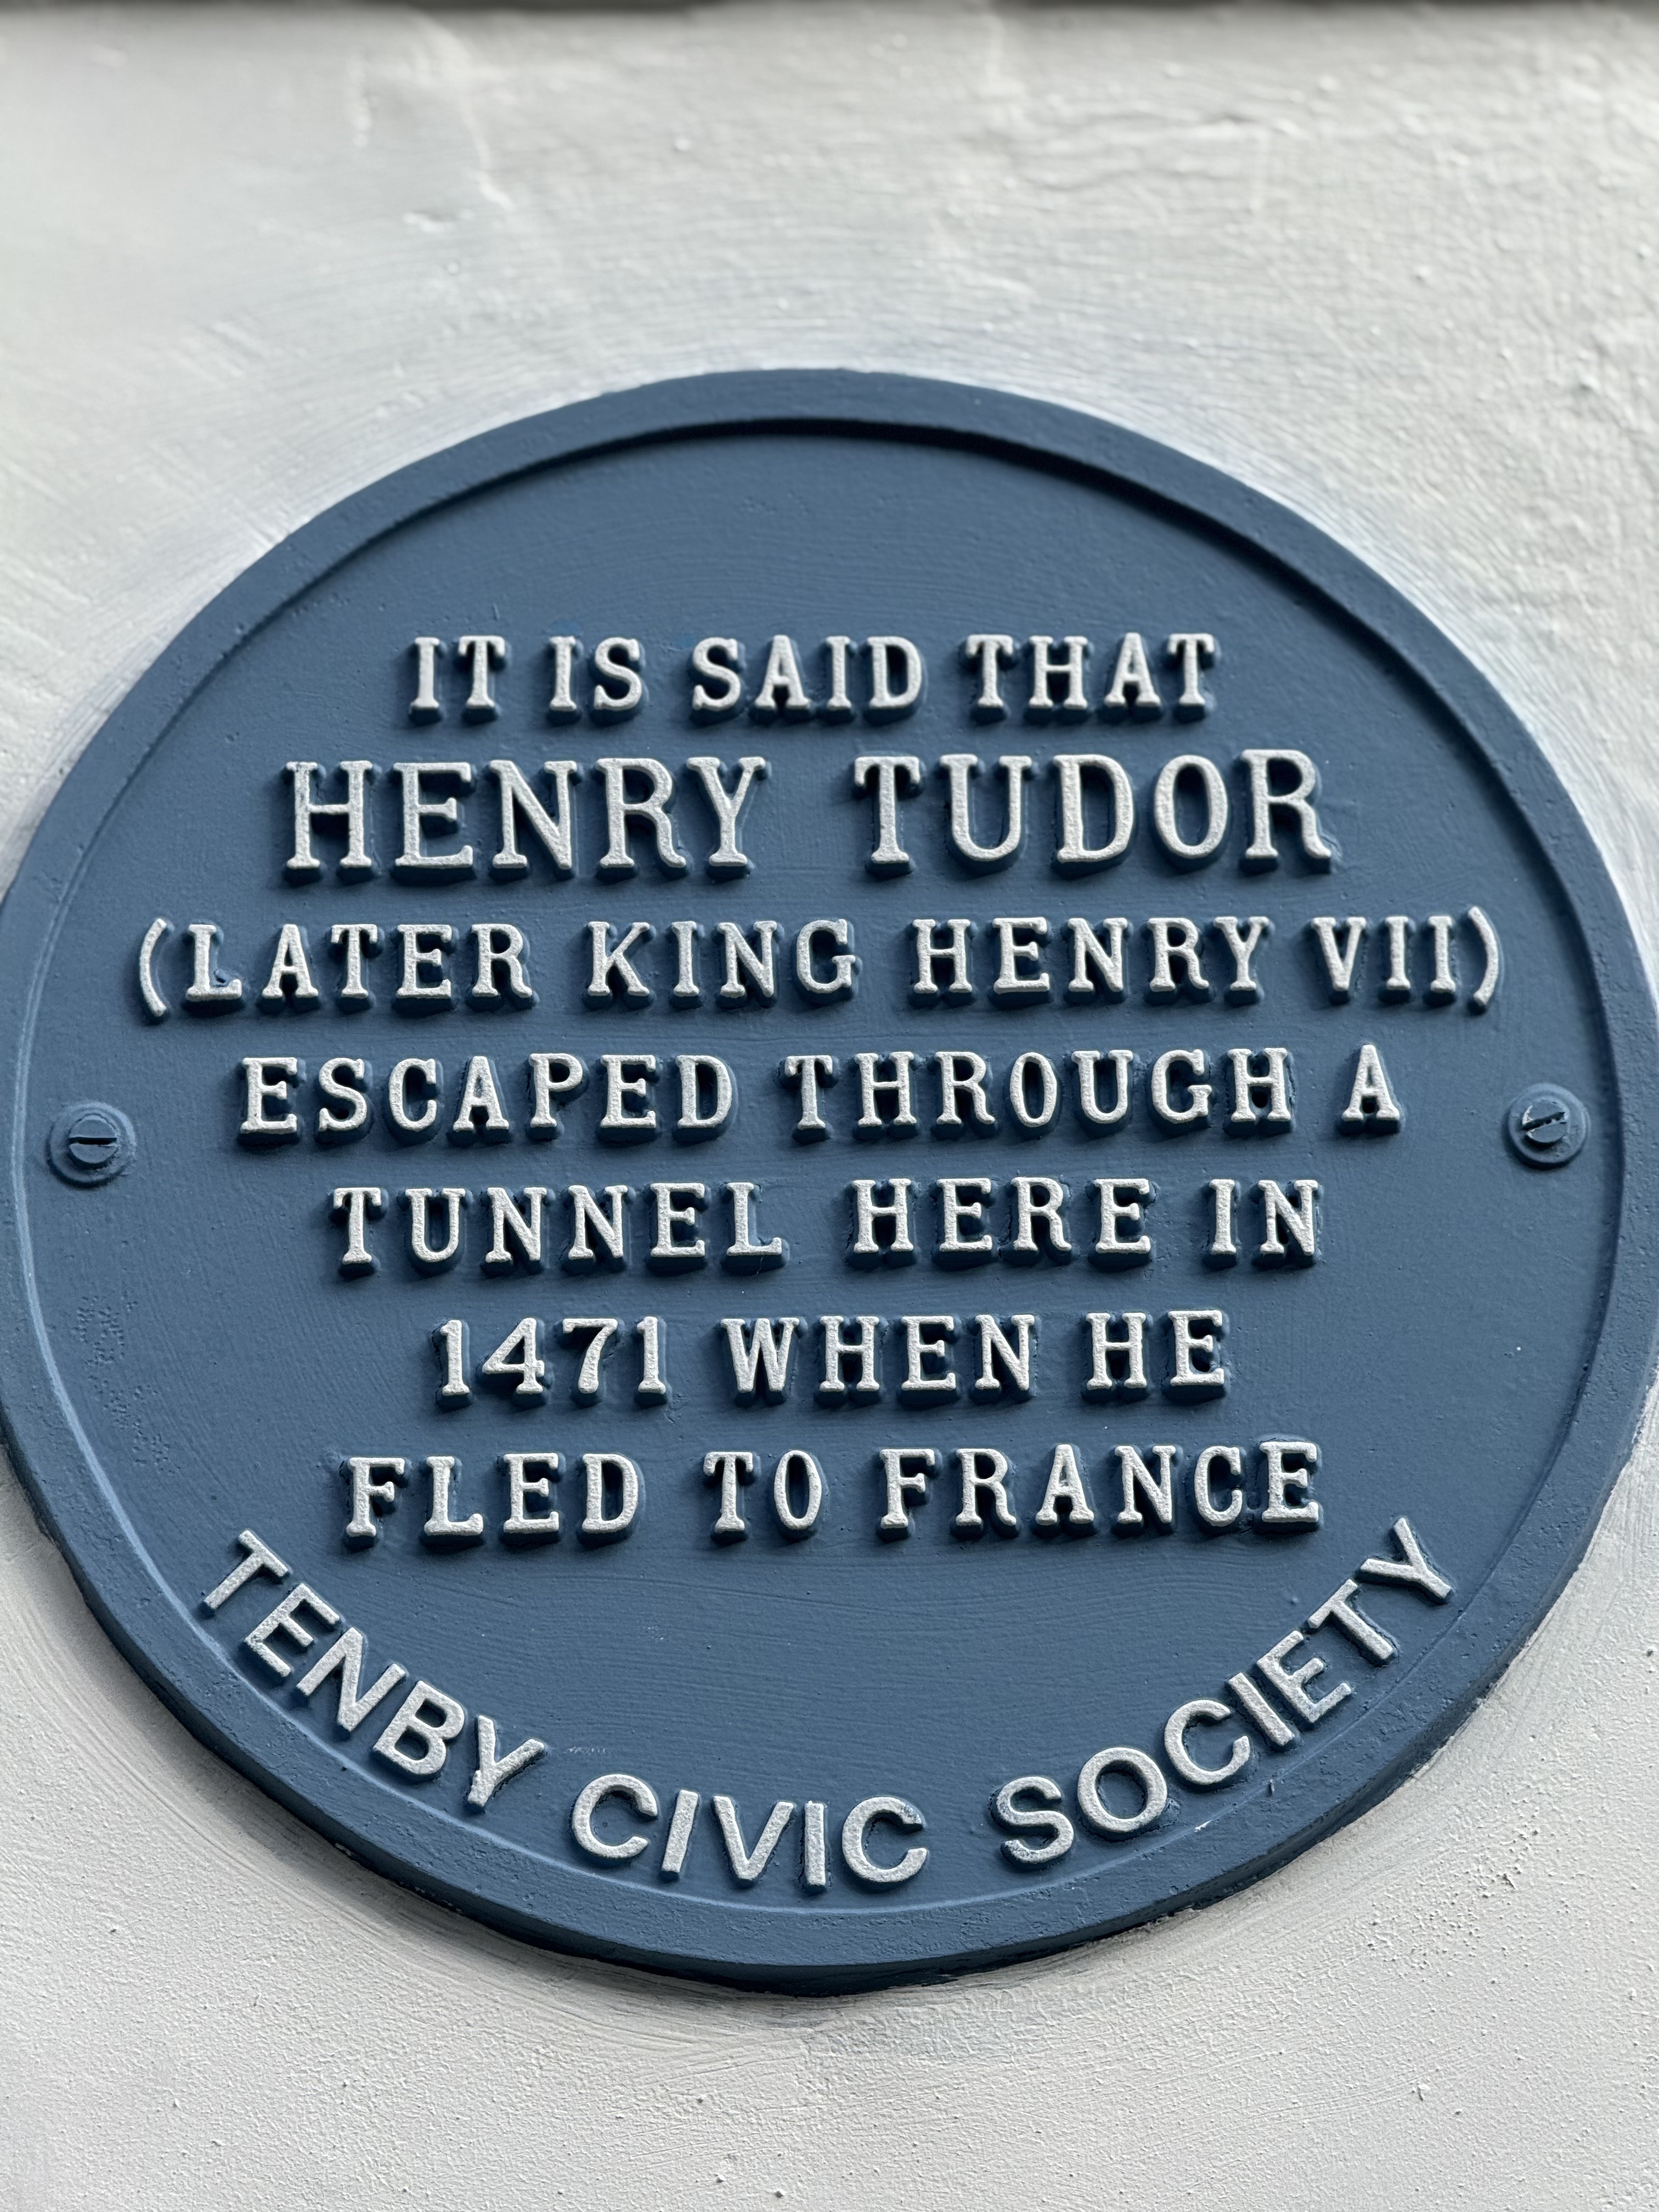 IT IS SAID THAT
HENRY TUDOR
(LATER KING HENRY VII)
ESCAPED THROUGH A
TUNNEL HERE IN
1471 WHEN HE
FLED TO FRANCE
TENBY CIVIC SOCIETY